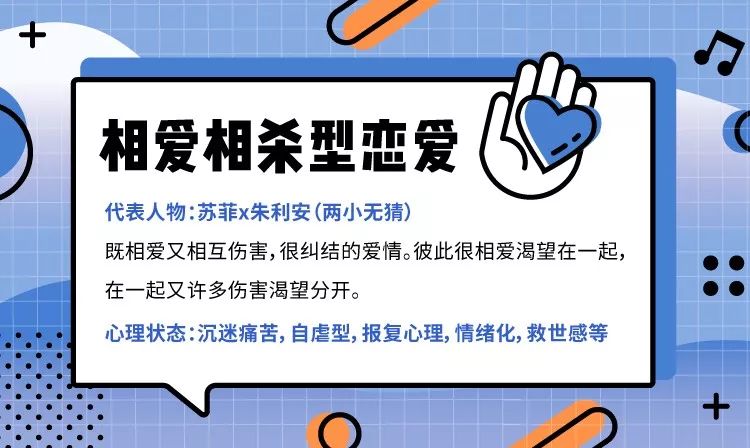 相爱相杀型恋爱
代表人物：苏菲x朱利安（两小无猜）
既相爱又相互伤害，很纠结的爱情。彼此很相爱渴望在一起，
在一起又许多伤害渴望分开。
心理状态：沉迷痛苦，自虐型，报复心理，情绪化，救世感等